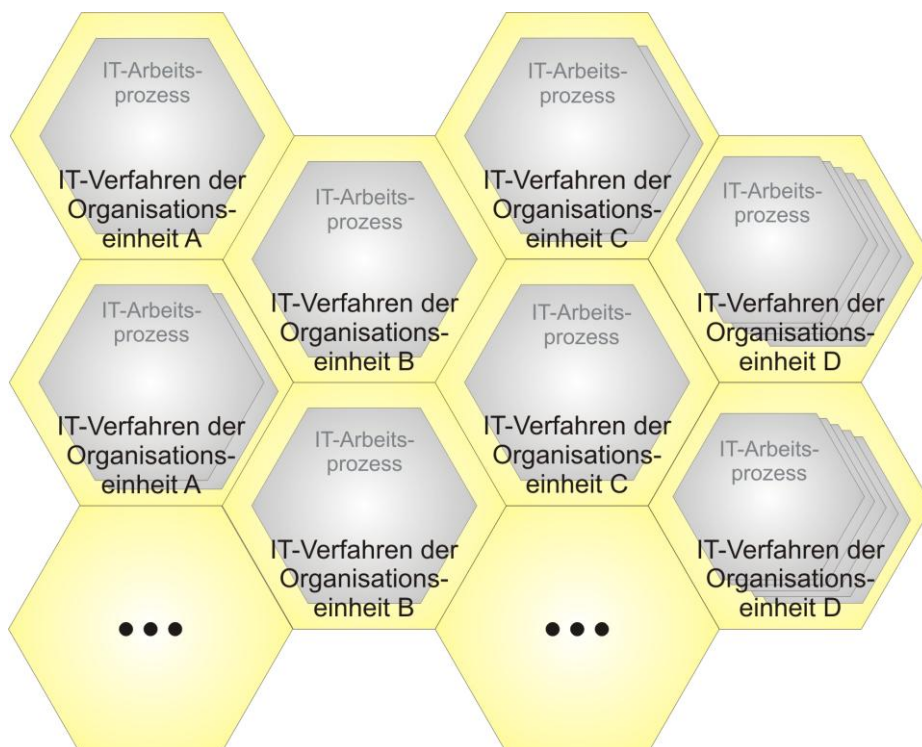 IT-Arbeits-
prozess
IT-Verfahren der
Organisations-
einheit A
IT-Arbeits-
prozess
IT-Verfahren der
Organisations-
einheit B
IT-Arbeits-
prozess
IT-Verfahren der
Organisations-
einheit C
IT-Arbeits-
prozess
IT-Verfahren der
Organisations-
einheit D
IT-Arbeits-
prozess
IT-Verfahren der
Organisations-
einheit A
IT-Arbeits-
prozess
IT-Verfahren der
Organisations-
einheit B
IT-Arbeits-
prozess
IT-Verfahren der
Organisations-
einheit C
IT-Arbeits-
prozess
IT-Verfahren der
Organisations-
einheit D
•••
•••